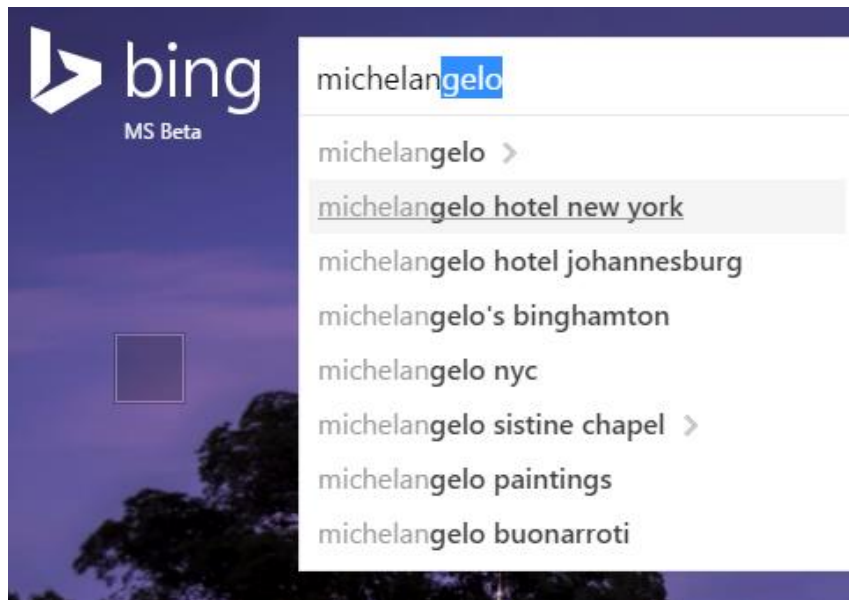 bing
MS Beta
michelangelo
michelangelo
michelangelo hotel new york
michelangelo hotel johannesburg
michelangelo's binghamton
michelangelo nyc
michelangelo sistine chapel
michelangelo paintings
michelangelo buonarroti